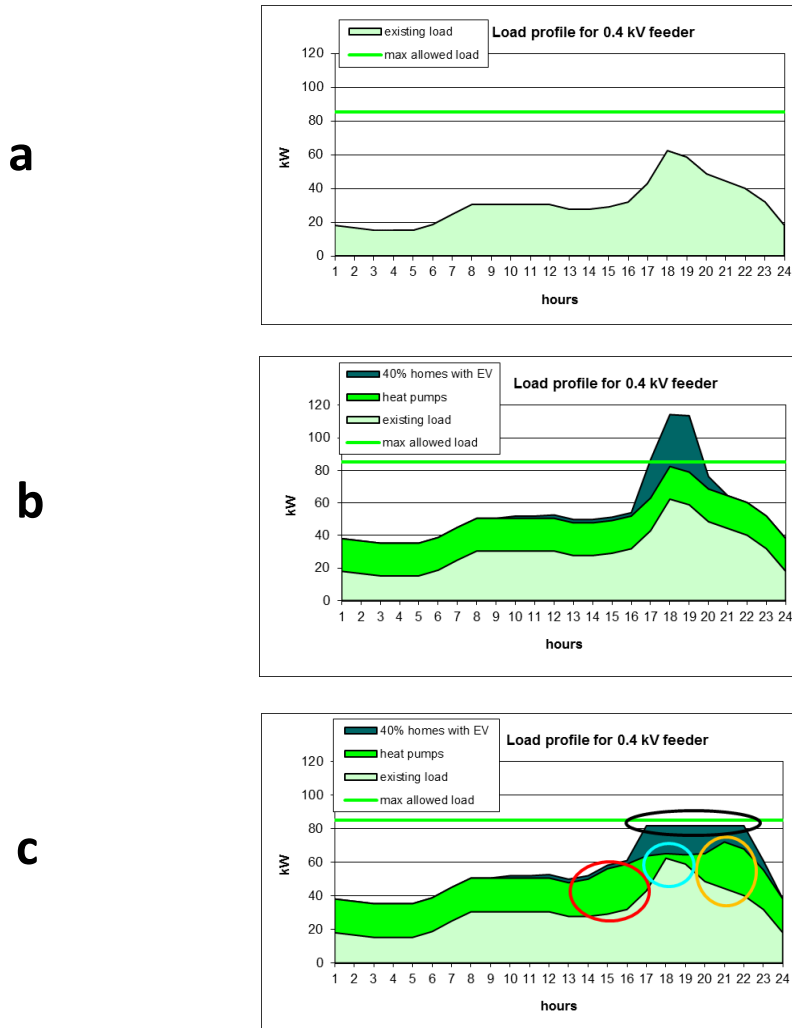 a
existing load
max allowed load
Load profile for 0.4 kV feeder
120
100
80
60
40
20
0
kW
1 2 3 4 5 6 7 8 9 10 11 12 13 14 15 16 17 18 19 20 21 22 23 24
hours
b
40% homes with EV
heat pumps
existing load
max allowed load
Load profile for 0.4 kV feeder
120
100
80
60
40
20
0
kW
1 2 3 4 5 6 7 8 9 10 11 12 13 14 15 16 17 18 19 20 21 22 23 24
hours
c
40% homes with EV
heat pumps
existing load
max allowed load
Load profile for 0.4 kV feeder
120
100
80
60
40
20
0
kW
1 2 3 4 5 6 7 8 9 10 11 12 13 14 15 16 17 18 19 20 21 22 23 24
hours